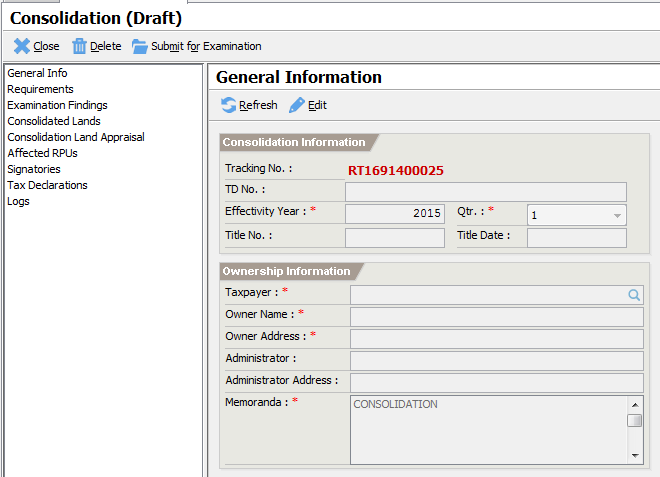 Consolidation (Draft)
Close Delete Submit for Examination
General Info
Requirements
Examination Findings
Consolidated Lands
Consolidation Land Appraisal
Affected RPUs
Signatories
Tax Declarations
Logs
General Information
Refresh Edit
Consolidation Information
Tracking No. : RT1691400025
TD No. :
Effectivity Year : * 2015 Qtr. : * 1
Title No. : Title Date :
Ownership Information
Taxpayer : *
Owner Name : *
Owner Address : *
Administrator :
Administrator Address :
Memoranda : * CONSOLIDATION